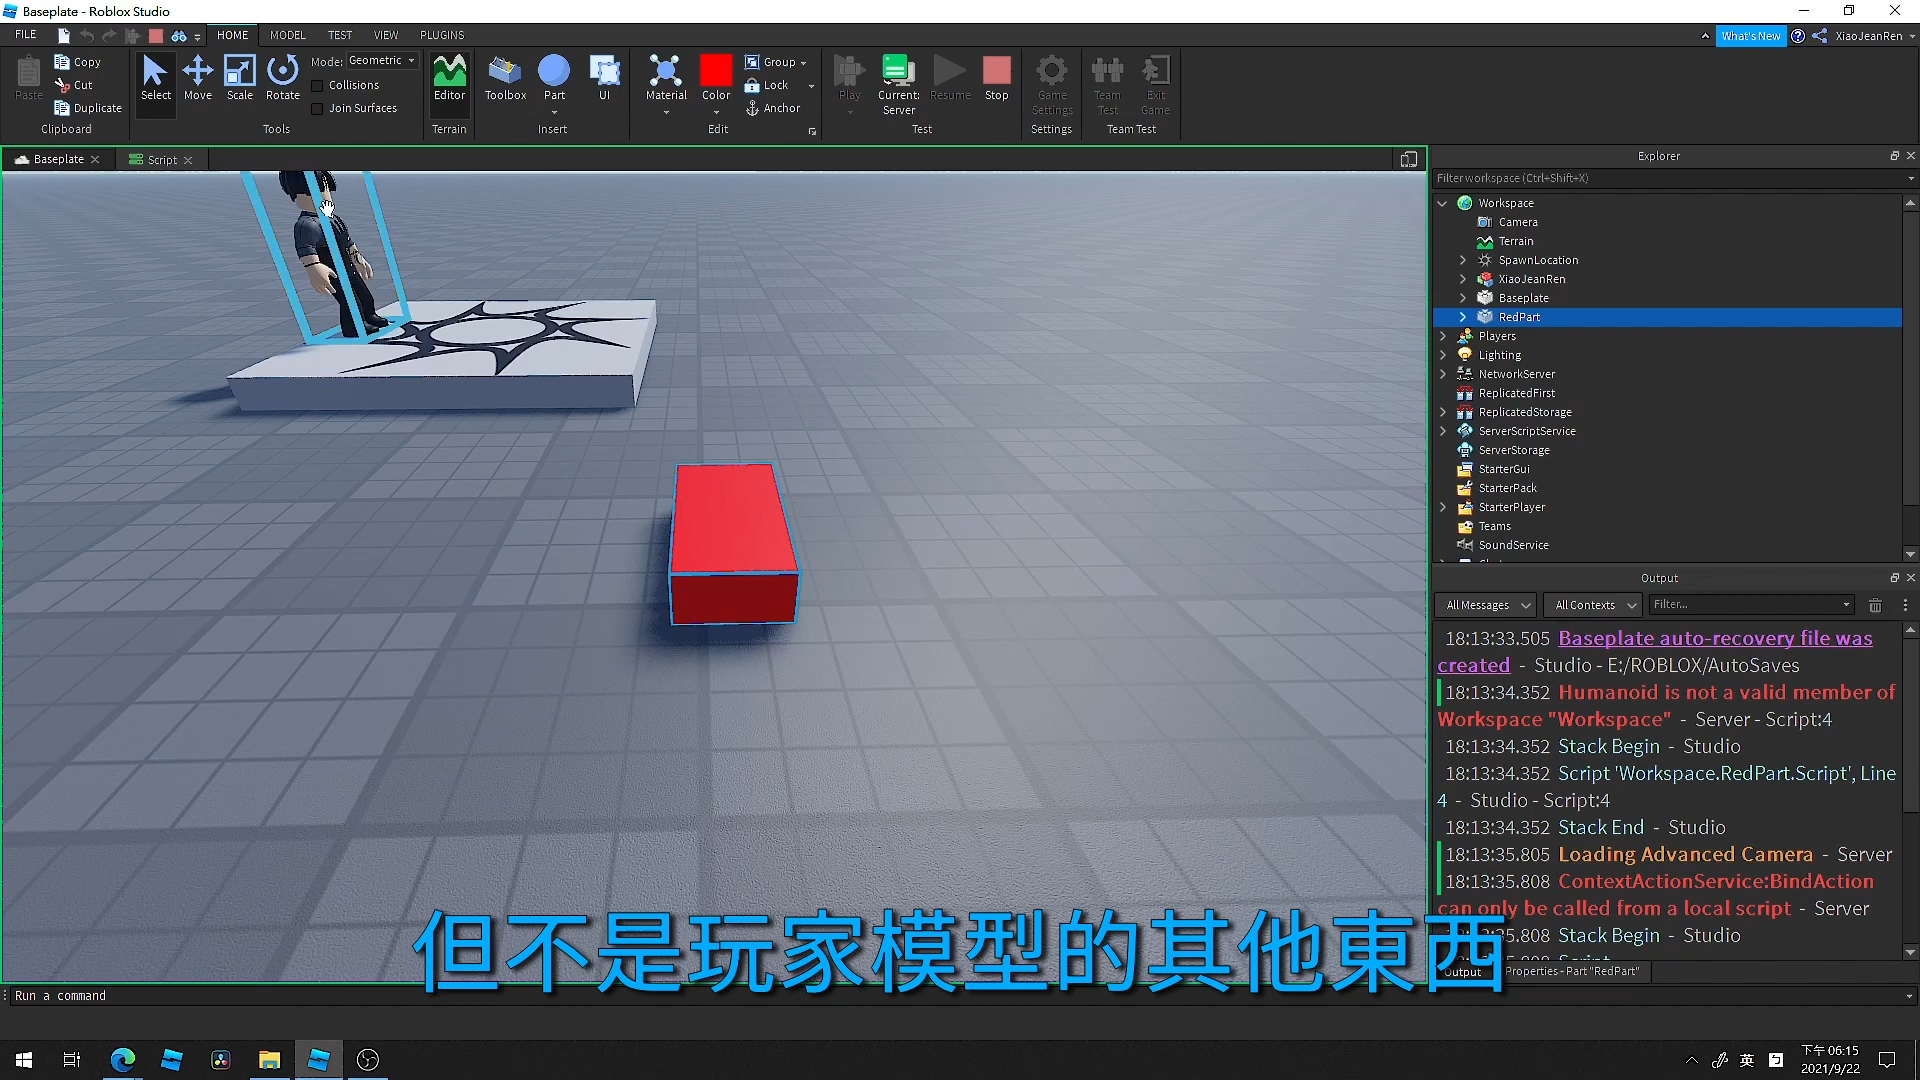 Baseplate - Roblox Studio
FILE
HOME
MODEL
TEST
VIEW
PLUGINS
What's New
XiaoJeanRen
Paste
Copy
Cut
Duplicate
Clipboard
Select
Move
Scale
Rotate
Mode: Geometric
Collisions
Join Surfaces
Tools
Editor
Terrain
Toolbox
Part
UI
Insert
Material
Color
Group
Lock
Anchor
Edit
Play
Current:
Server
Resume
Stop
Test
Game
Settings
Settings
Team
Test
Exit
Game
Team Test
Baseplate
Script
Explorer
Filter workspace (Ctrl+Shift+X)
Workspace
Camera
Terrain
SpawnLocation
XiaoJeanRen
Baseplate
RedPart
Players
Lighting
NetworkServer
ReplicatedFirst
ReplicatedStorage
ServerScriptService
ServerStorage
StarterGui
StarterPack
StarterPlayer
Teams
SoundService
Output
All Messages
All Contexts
Filter...
18:13:33.505 Baseplate auto-recovery file was
created - Studio - E:/ROBLOX/AutoSaves
18:13:34.352 Humanoid is not a valid member of
Workspace "Workspace" - Server - Script:4
18:13:34.352 Stack Begin - Studio
18:13:34.352 Script 'Workspace.RedPart.Script', Line
4 - Studio - Script:4
18:13:34.352 Stack End - Studio
18:13:35.805 Loading Advanced Camera - Server
18:13:35.808 ContextActionService:BindAction
can only be called from a local script - Server
:35.808 Stack Begin - Studio
但不是玩家模型的其他東西
Output
Properties - Part "RedPart"
Run a command
英
下午 06:15
2021/9/22